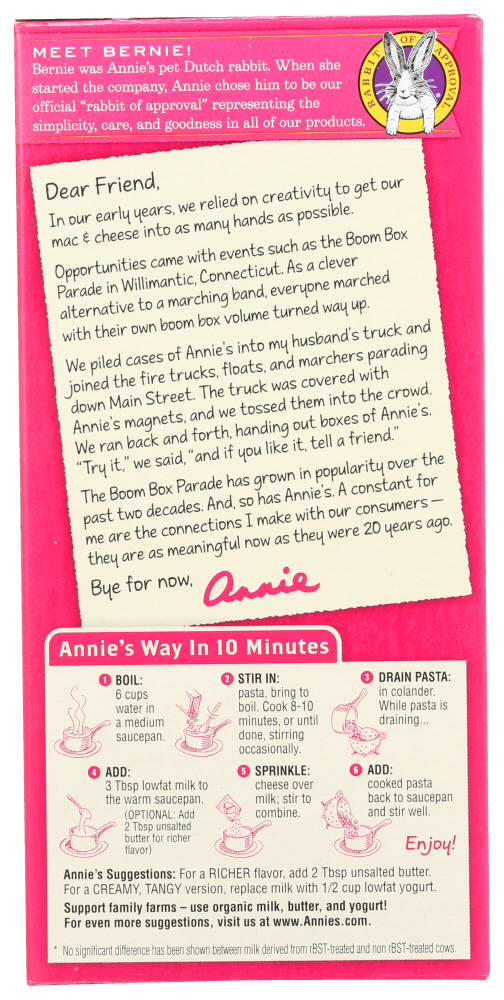 MEET BERNIE!
Bernie was Annie's pet Dutch rabbit. When she
started the company, Annie chose him to be our
official "rabbit of approval" representing the
simplicity, care, and goodness in all of our products.
RABBIT OF APPROVAL
Dear Friend,
In our early years, we relied on creativity to get our
mac & cheese into as many hands as possible.
Opportunities came with events such as the Boom Box
Parade in Willimantic, Connecticut. As a clever
alternative to a marching band, everyone marched
with their own boom box volume turned way up.
We piled cases of Annie's into my husband's truck and
joined the fire trucks, floats, and marchers parading
down Main Street. The truck was covered with
Annie's magnets, and we tossed them into the crowd.
We ran back and forth, handing out boxes of Annie's.
"Try it," we said, "and if you like it, tell a friend."
The Boom Box Parade has grown in popularity over the
past two decades. And, so has Annie's. A constant for
me are the connections I make with our consumers—
they are as meaningful now as they were 20 years ago.
Bye for now, Annie
Annie's Way In 10 Minutes
1 BOIL:
6 cups
water in
a medium
saucepan.
2 STIR IN:
pasta, bring to
boil. Cook 8-10
minutes, or until
done, stirring
occasionally.
3 DRAIN PASTA:
in colander.
While pasta is
draining...
4 ADD:
3 Tbsp lowfat milk to
the warm saucepan.
(OPTIONAL: Add
2 Tbsp unsalted
butter for richer
flavor)
5 SPRINKLE:
cheese over
milk; stir to
combine.
6 ADD:
cooked pasta
back to saucepan
and stir well.
Enjoy!
Annie's Suggestions: For a RICHER flavor, add 2 Tbsp unsalted butter.
For a CREAMY, TANGY version, replace milk with 1/2 cup lowfat yogurt.
Support family farms – use organic milk, butter, and yogurt!
For even more suggestions, visit us at www.Annies.com.
* No significant difference has been shown between milk derived from rBST-treated and non rBST-treated cows.